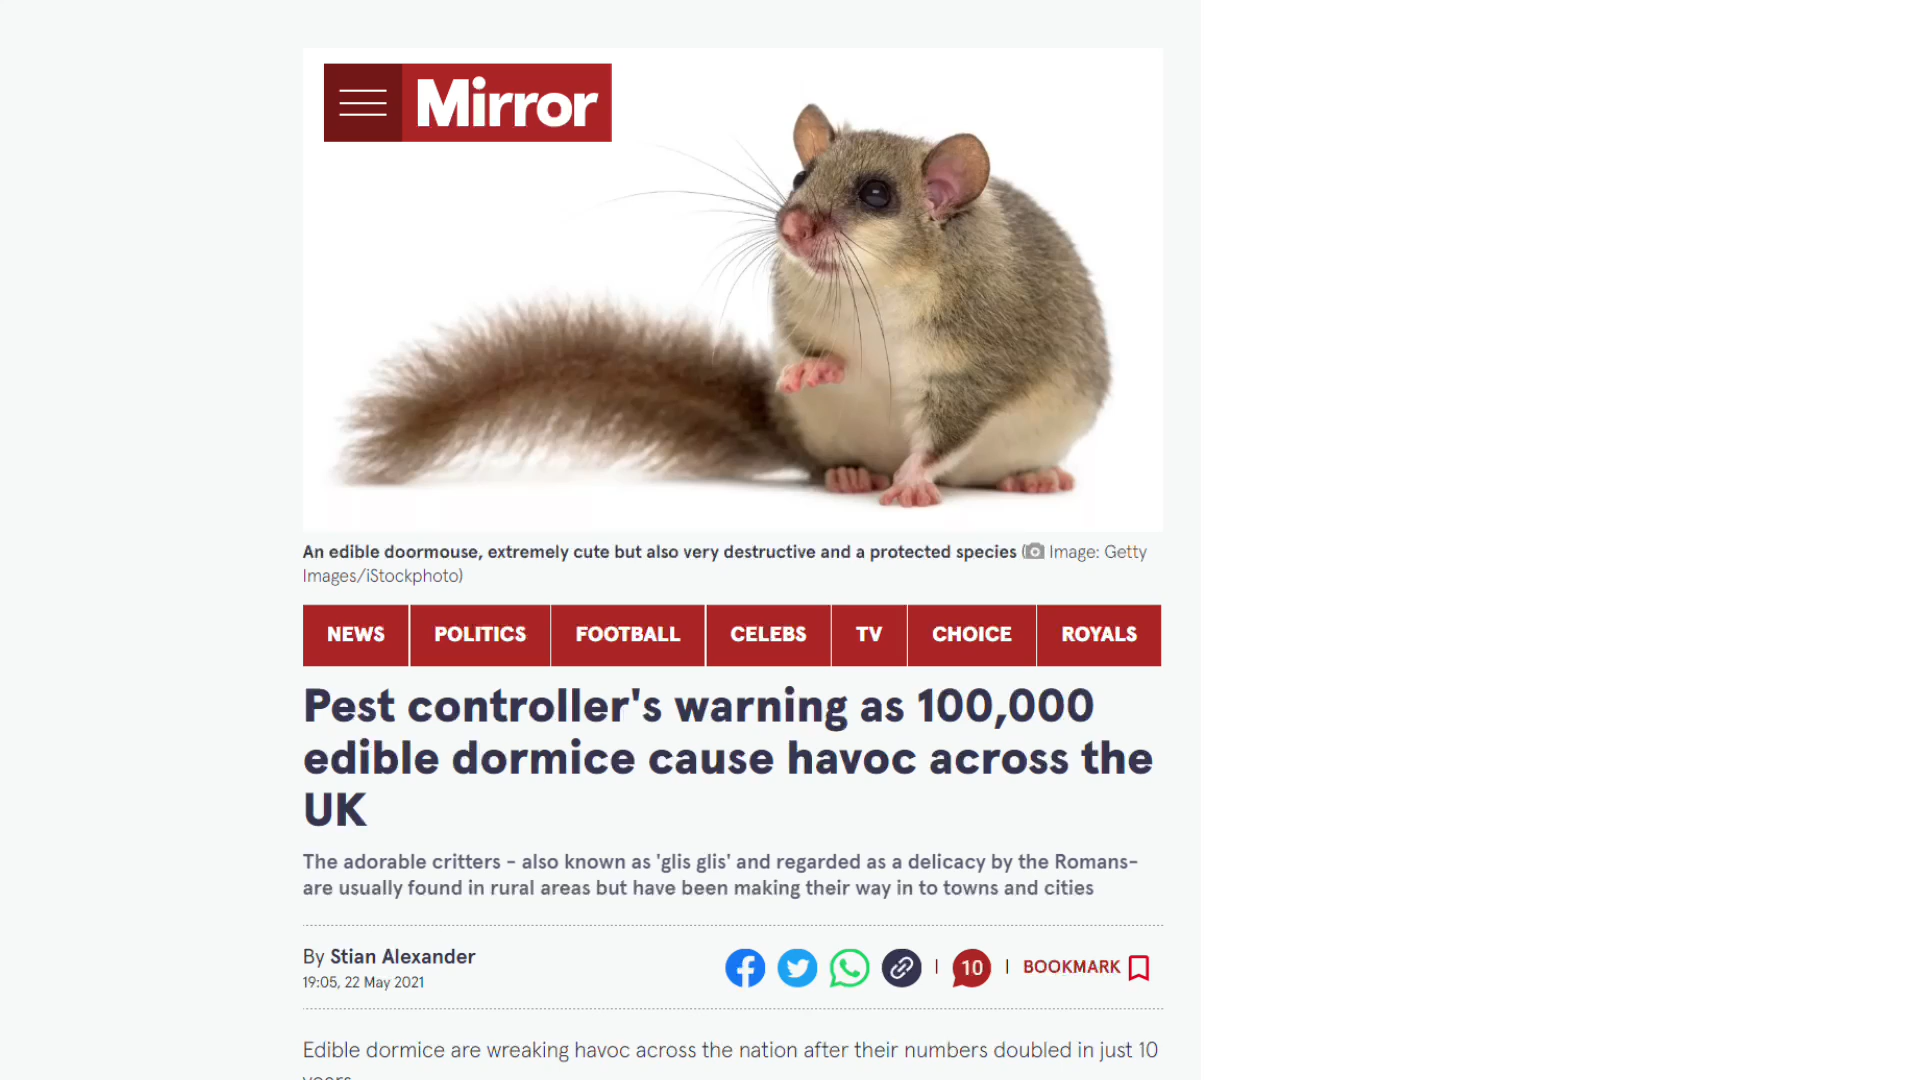 Mirror
An edible doormouse, extremely cute but also very destructive and a protected species (Image: Getty
Images/iStockphoto)
NEWS POLITICS FOOTBALL CELEBS TV CHOICE ROYALS
Pest controller's warning as 100,000
edible dormice cause havoc across the
UK
The adorable critters - also known as 'glis glis' and regarded as a delicacy by the Romans-
are usually found in rural areas but have been making their way in to towns and cities
By Stian Alexander
19:05, 22 May 2021
10 BOOKMARK
Edible dormice are wreaking havoc across the nation after their numbers doubled in just 10
years